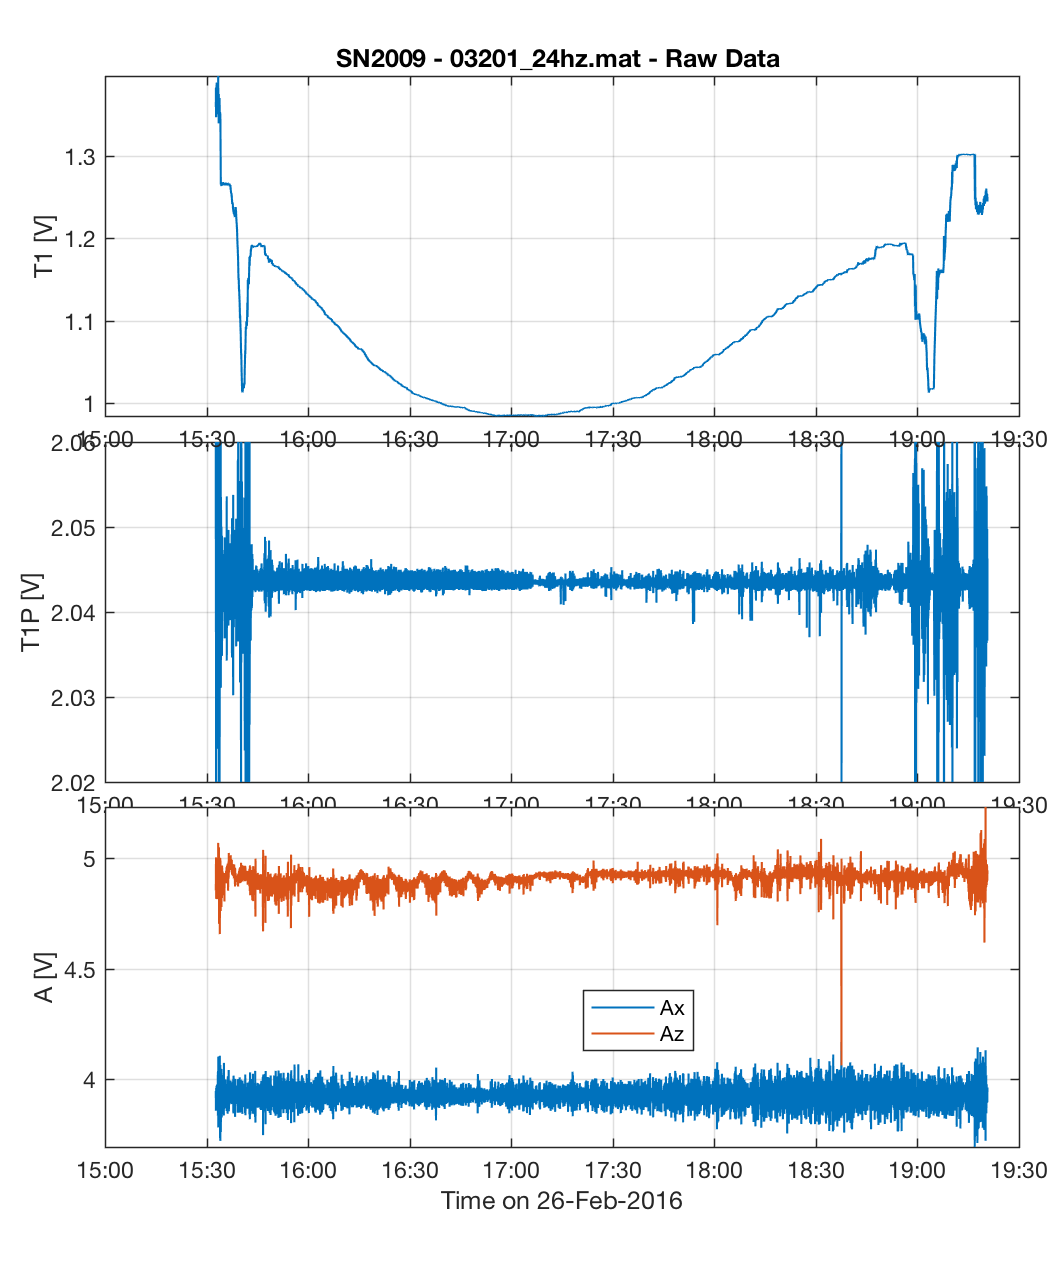 SN2009 - 03201_24hz.mat - Raw Data
T1 [V]
1.3
1.2
1.1
1
15:00 15:30 16:00 16:30 17:00 17:30 18:00 18:30 19:00 19:30
T1P [V]
2.06
2.05
2.04
2.03
2.02
15:00 15:30 16:00 16:30 17:00 17:30 18:00 18:30 19:00 19:30
A [V]
5
4.5
4
Ax
Az
15:00 15:30 16:00 16:30 17:00 17:30 18:00 18:30 19:00 19:30
Time on 26-Feb-2016